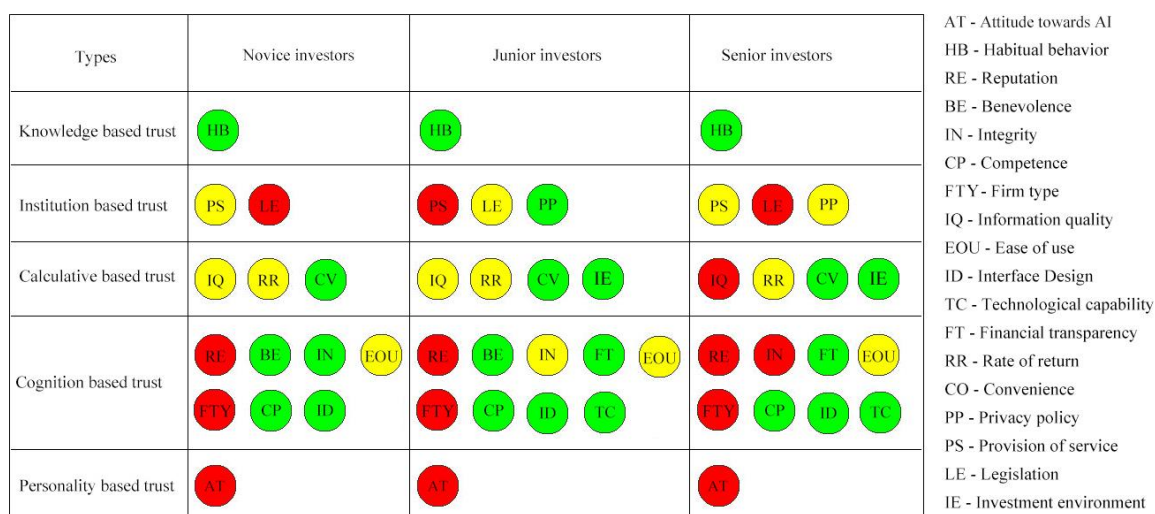 Types Novice investors Junior investors Senior investors
Knowledge based trust HB HB HB
Institution based trust PS LE PS LE PP PS LE PP
Calculative based trust IQ RR CV IQ RR CV IE IQ RR CV IE
RE BE IN EOU RE BE IN FT EOU RE IN FT EOU
Cognition based trust
FTY CP ID FTY CP ID TC FTY CP ID TC
Personality based trust AT AT AT
AT - Attitude towards AI
HB - Habitual behavior
RE - Reputation
BE - Benevolence
IN - Integrity
CP - Competence
FTY - Firm type
IQ - Information quality
EOU - Ease of use
ID - Interface Design
TC - Technological capability
FT - Financial transparency
RR - Rate of return
CO - Convenience
PP - Privacy policy
PS - Provision of service
LE - Legislation
IE - Investment environment